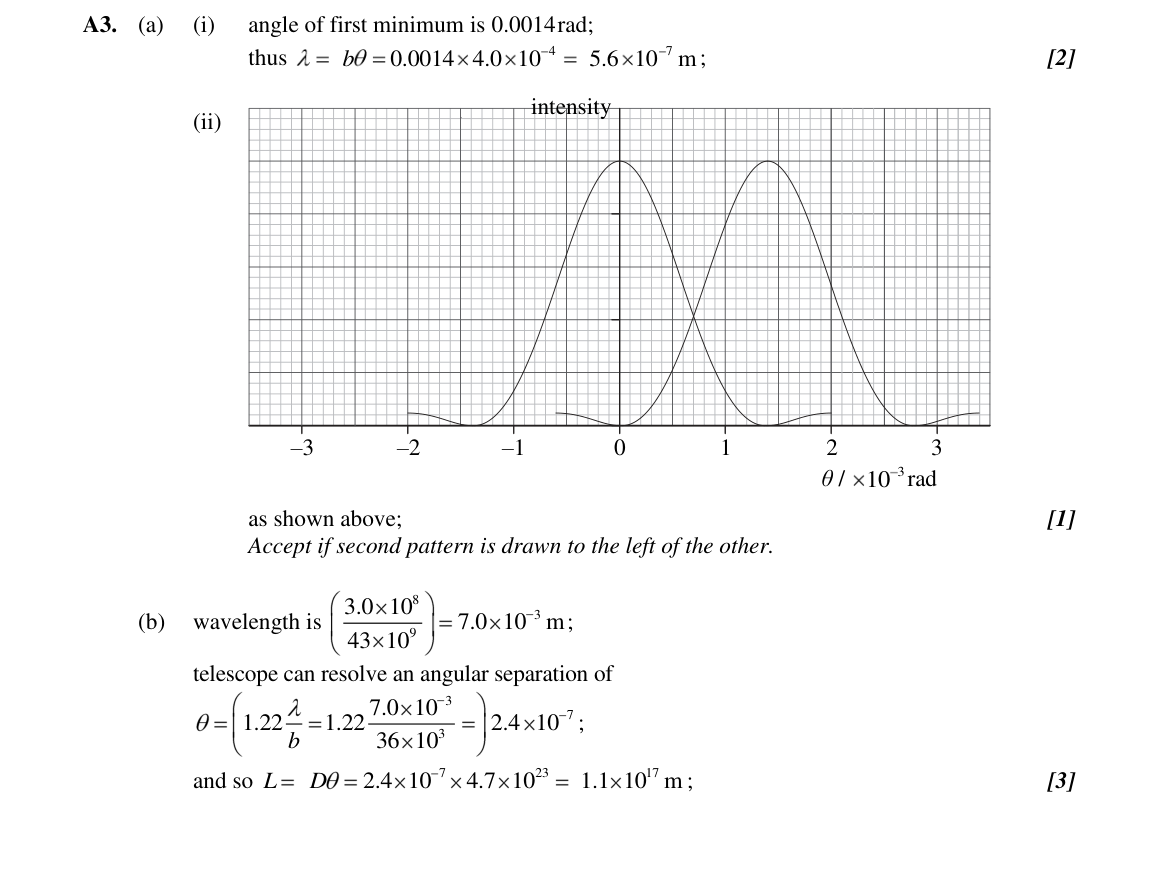 A3. (a) (i) angle of first minimum is 0.0014rad;
thus λ = bθ = 0.0014×4.0×10⁻⁴ = 5.6×10⁻⁷ m; [2]
intensity
(ii)
–3 –2 –1 0 1 2 3
θ / ×10⁻³ rad
as shown above; [1]
Accept if second pattern is drawn to the left of the other.
(b) wavelength is (3.0×10⁸ / 43×10⁹) = 7.0×10⁻³ m;
telescope can resolve an angular separation of
θ = (1.22 λ/b = 1.22 7.0×10⁻³ / 36×10³ =) 2.4×10⁻⁷;
and so L = Dθ = 2.4×10⁻⁷ × 4.7×10²³ = 1.1×10¹⁷ m; [3]